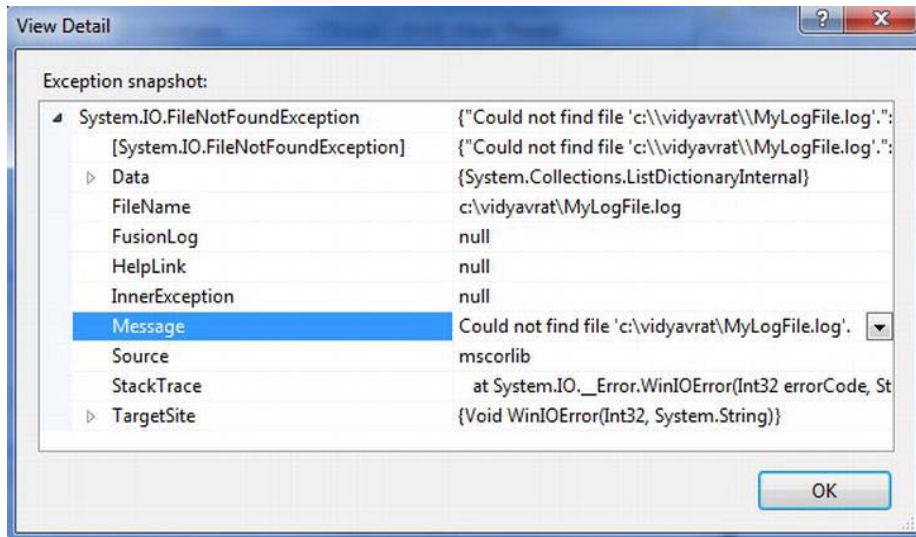 View Detail
?
X
Exception snapshot:
System.IO.FileNotFoundException {"Could not find file 'c:\\vidyavrat\\MyLogFile.log'.":
[System.IO.FileNotFoundException] {"Could not find file 'c:\\vidyavrat\\MyLogFile.log'.":
Data {System.Collections.ListDictionaryInternal}
FileName c:\vidyavrat\MyLogFile.log
FusionLog null
HelpLink null
InnerException null
Message Could not find file 'c:\vidyavrat\MyLogFile.log'.
Source mscorlib
StackTrace at System.IO.__Error.WinIOError(Int32 errorCode, St
TargetSite {Void WinIOError(Int32, System.String)}
OK